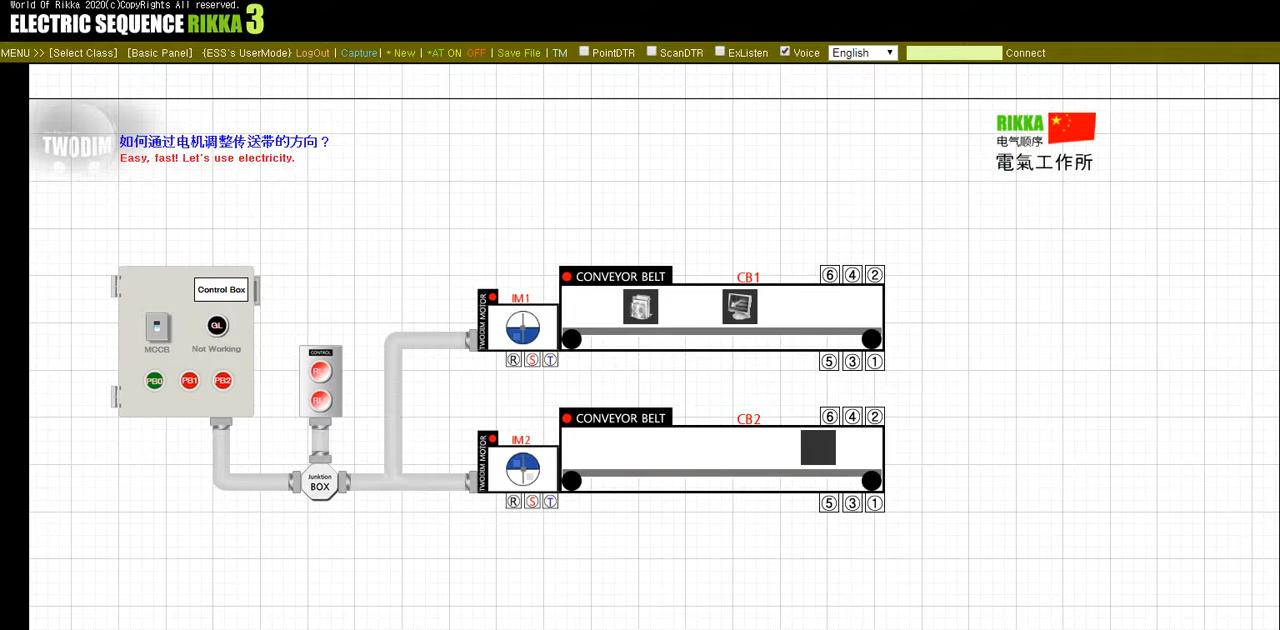 World Of Rikka 2020(c)CopyRights All reserved.
ELECTRIC SEQUENCE RIKKA 3
MENU >> [Select Class] [Basic Panel] {ESS's UserMode} LogOut | Capture | * New | *AT ON OFF | Save File | TM PointDTR ScanDTR ExListen Voice English Connect
TWODIM
如何通过电机调整传送带的方向？
Easy, fast! Let's use electricity.
RIKKA
电气顺序
電氣工作所
Control Box
GL
MCCB
Not Working
PB0 PB1 PB2
CONTROL
Junktion
BOX
TWODIM MOTOR
IM1
R S T
CONVEYOR BELT
CB1
6 4 2
5 3 1
TWODIM MOTOR
IM2
R S T
CONVEYOR BELT
CB2
6 4 2
5 3 1